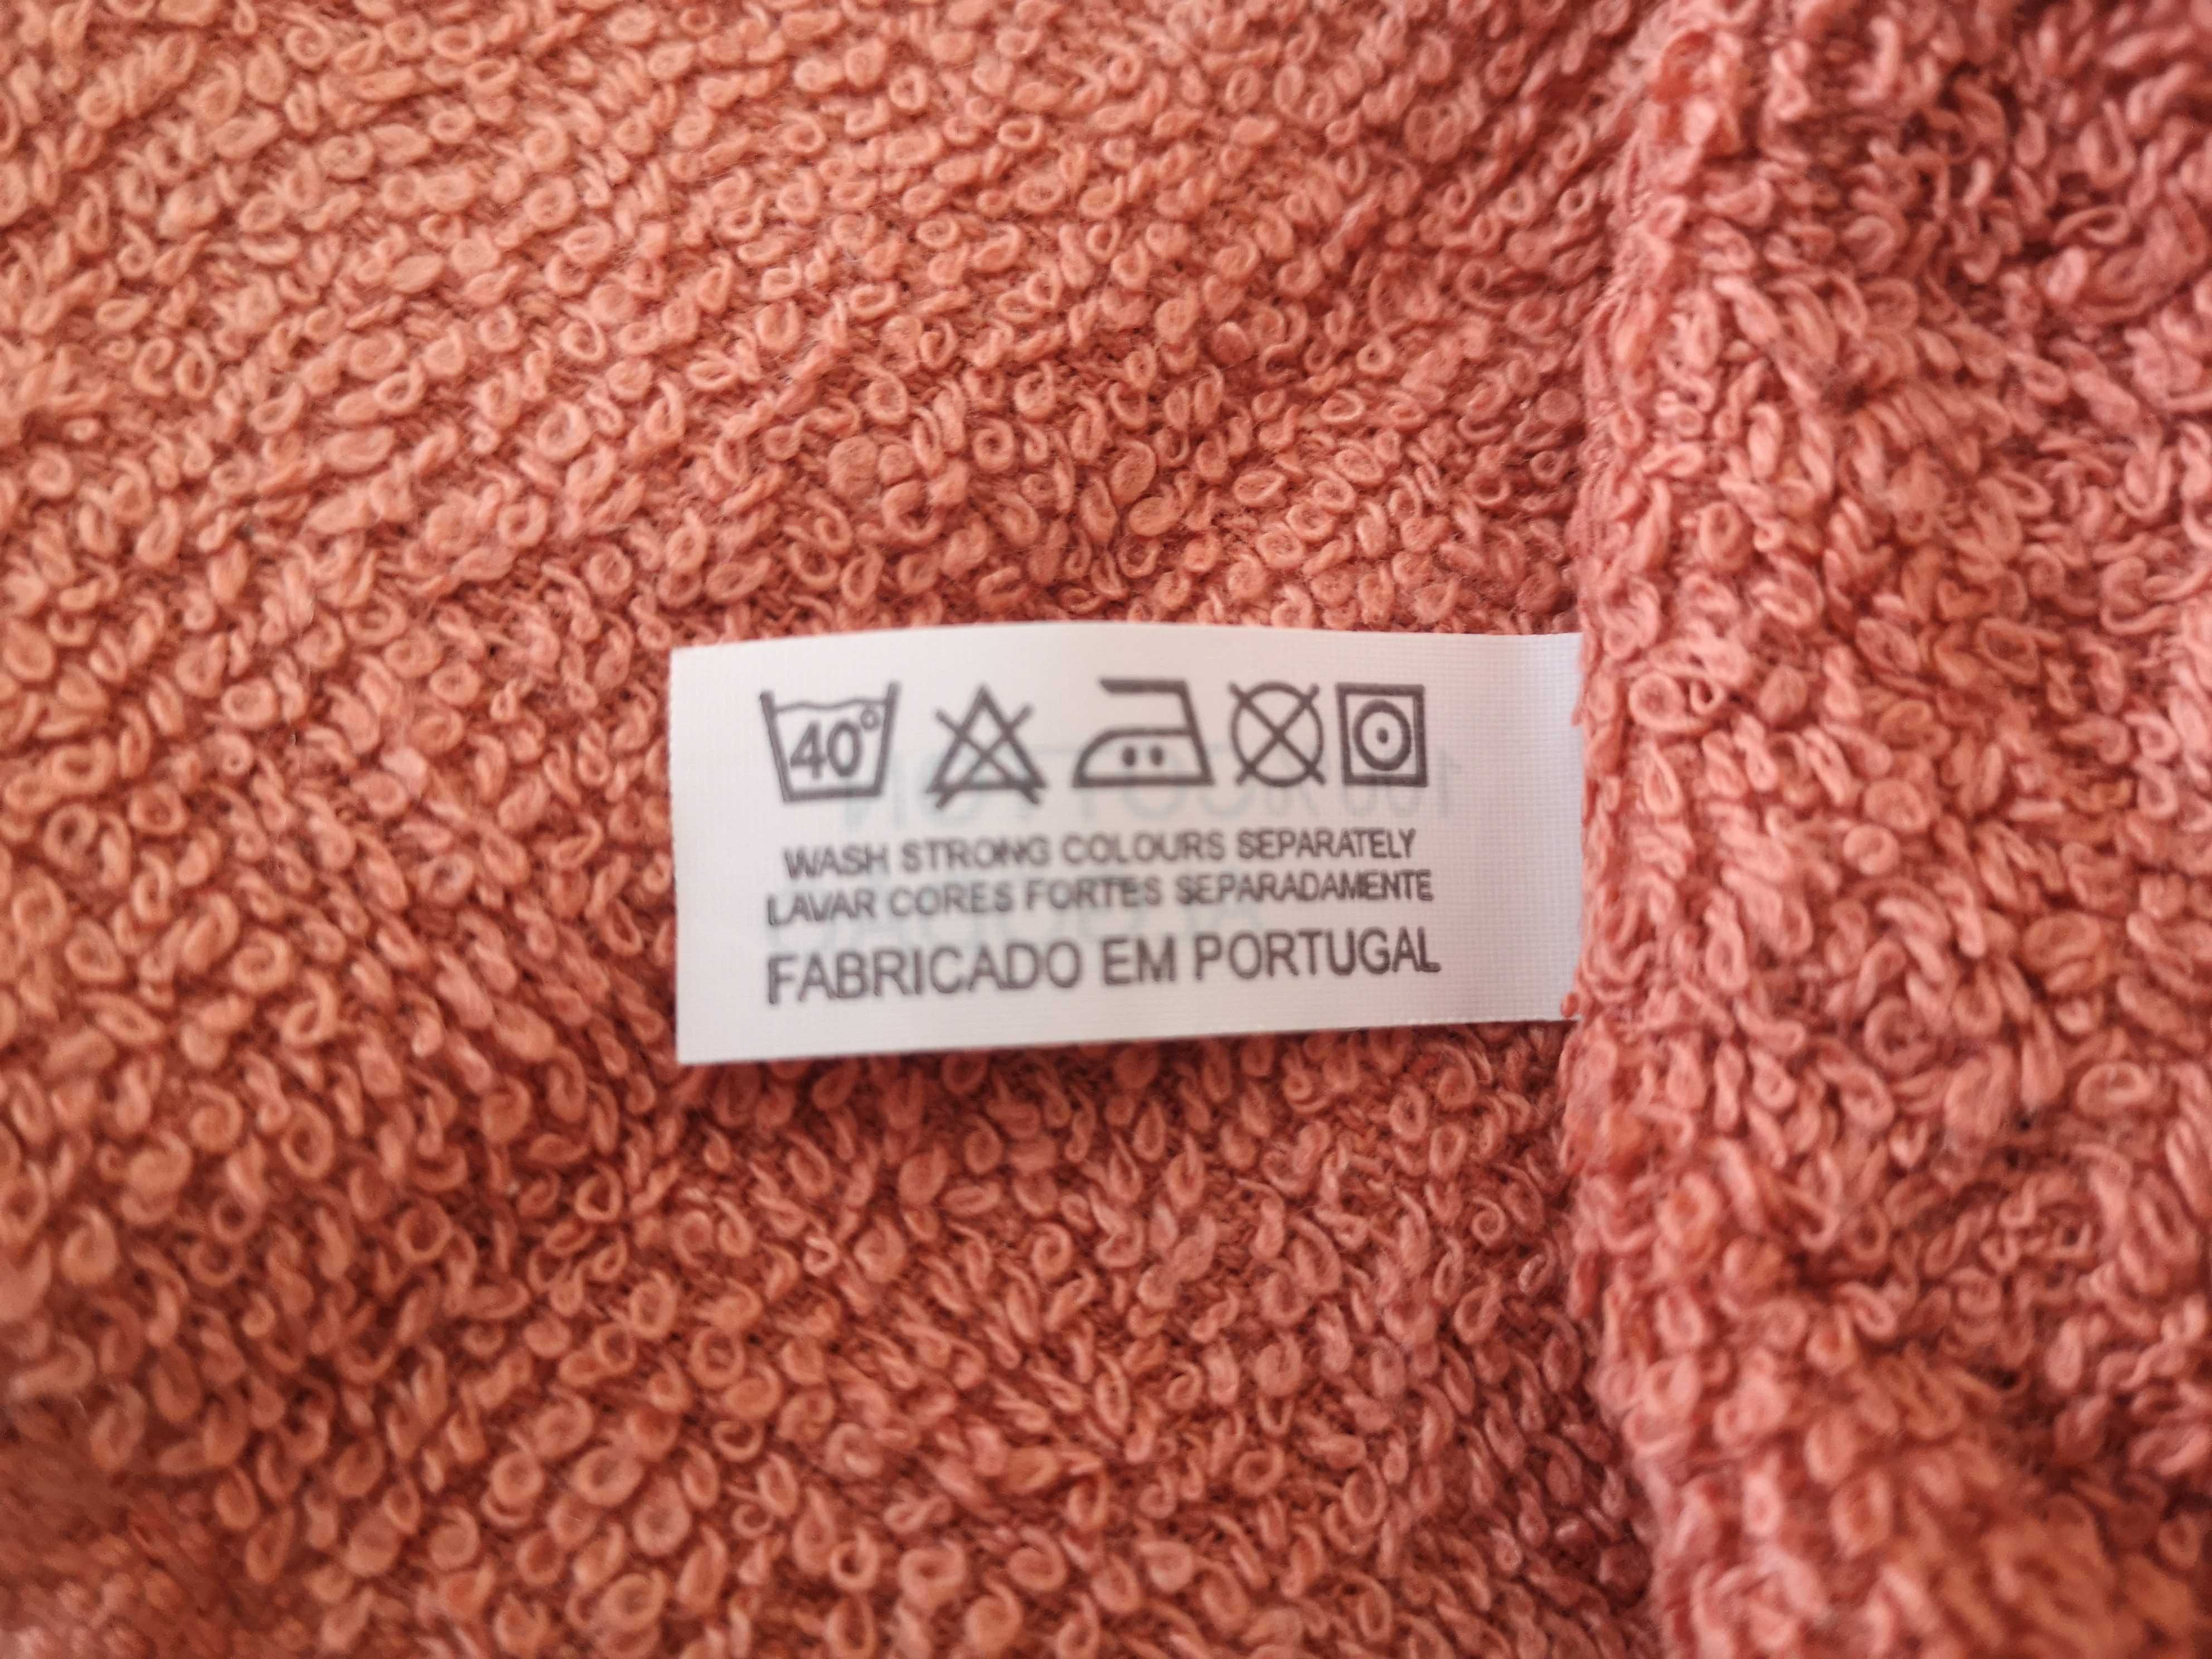 40°
WASH STRONG COLOURS SEPARATELY
LAVAR CORES FORTES SEPARADAMENTE
FABRICADO EM PORTUGAL